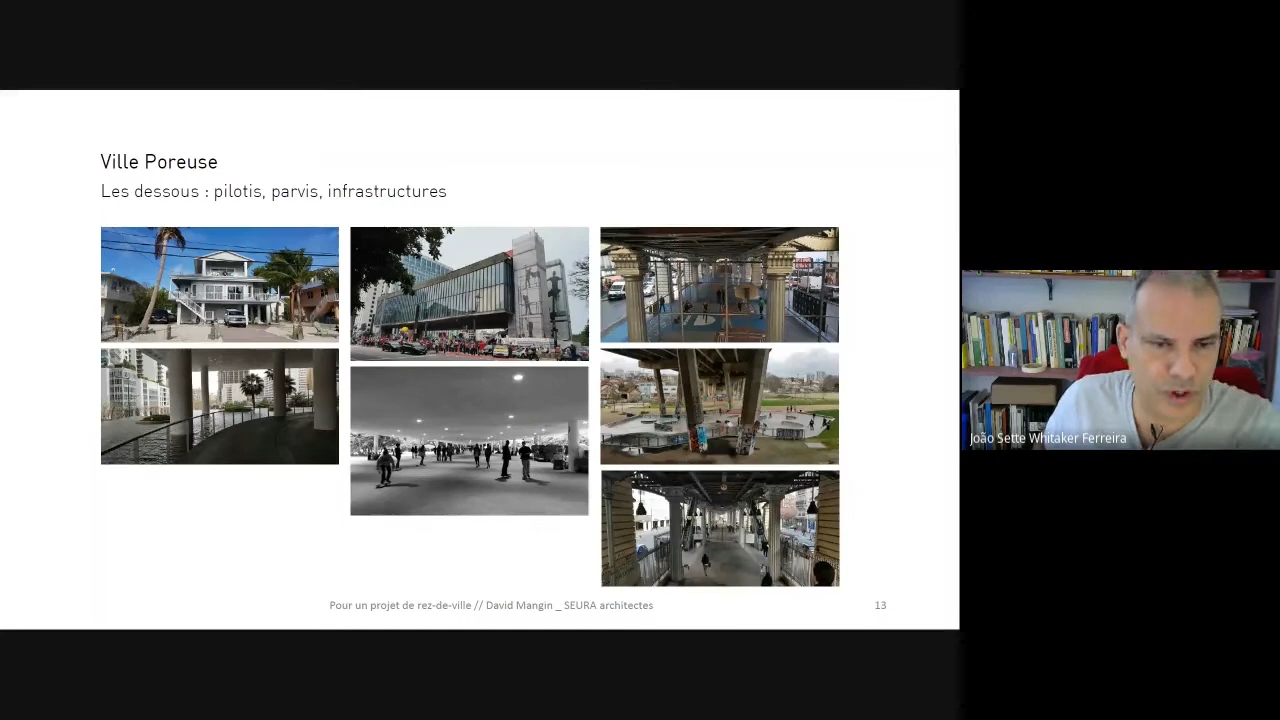 Ville Poreuse
Les dessous : pilotis, parvis, infrastructures
Pour un projet de rez-de-ville // David Mangin _ SEURA architectes
13
João Sette Whitaker Ferreira